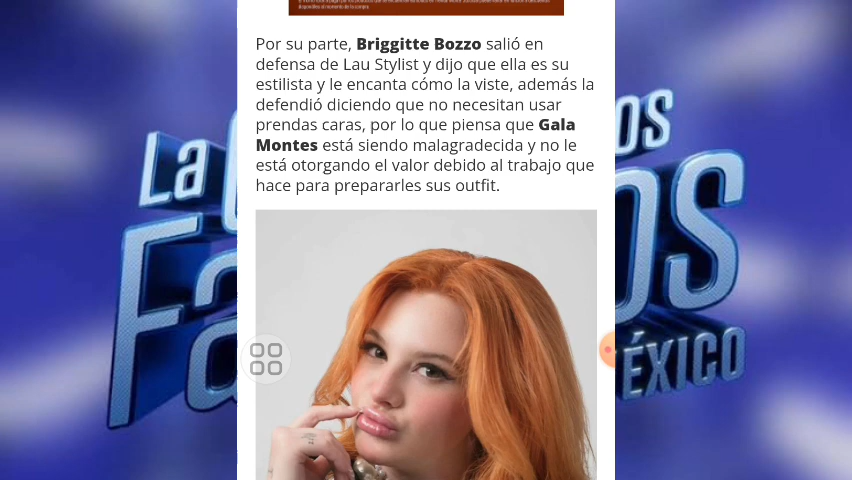 Por su parte, Briggitte Bozzo salió en
defensa de Lau Stylist y dijo que ella es su
estilista y le encanta cómo la viste, además la
defendió diciendo que no necesitan usar
prendas caras, por lo que piensa que Gala
Montes está siendo malagradecida y no le
está otorgando el valor debido al trabajo que
hace para prepararles sus outfit.
La
Fa
OS
OS
ÉXICO